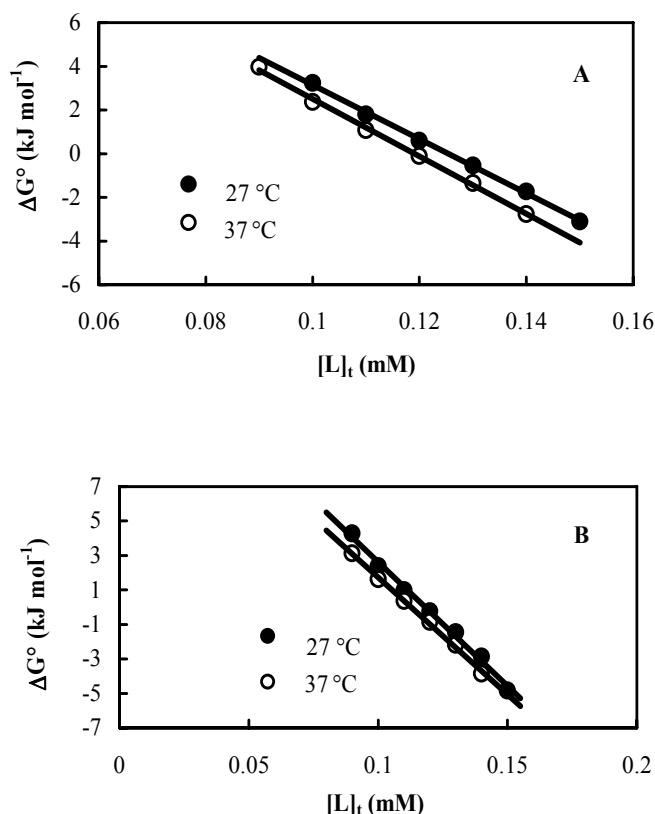 A
ΔG° (kJ mol⁻¹)
6
4
2
0
-2
-4
-6
27 °C
37 °C
0.06 0.08 0.1 0.12 0.14 0.16
[L]t (mM)
B
ΔG° (kJ mol⁻¹)
7
5
3
1
-1
-3
-5
-7
27 °C
37 °C
0 0.05 0.1 0.15 0.2
[L]t (mM)